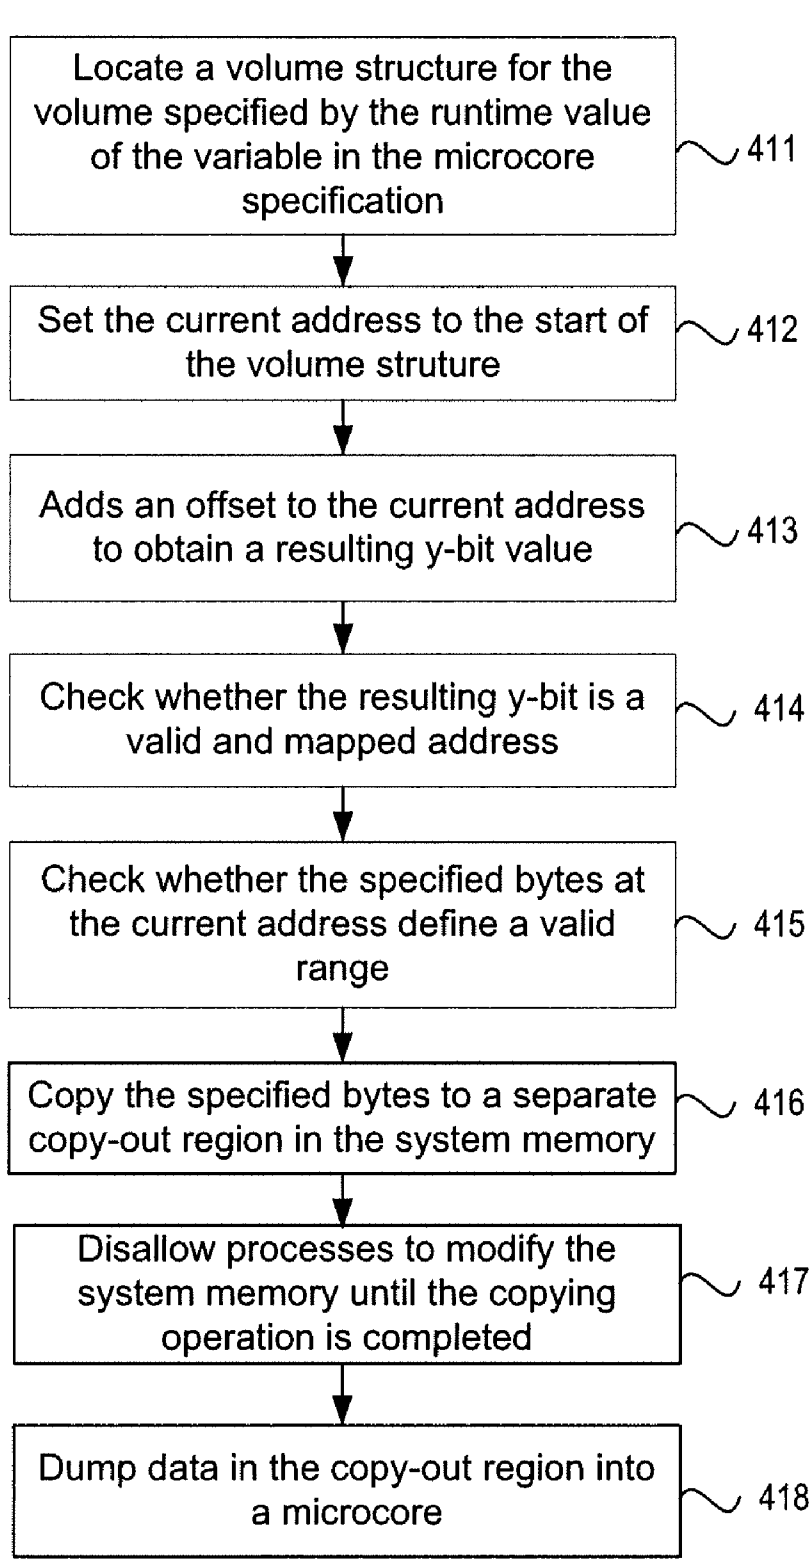 Locate a volume structure for the
volume specified by the runtime value
of the variable in the microcore
specification
411
Set the current address to the start of
the volume struture
412
Adds an offset to the current address
to obtain a resulting y-bit value
413
Check whether the resulting y-bit is a
valid and mapped address
414
Check whether the specified bytes at
the current address define a valid
range
415
Copy the specified bytes to a separate
copy-out region in the system memory
416
Disallow processes to modify the
system memory until the copying
operation is completed
417
Dump data in the copy-out region into
a microcore
418